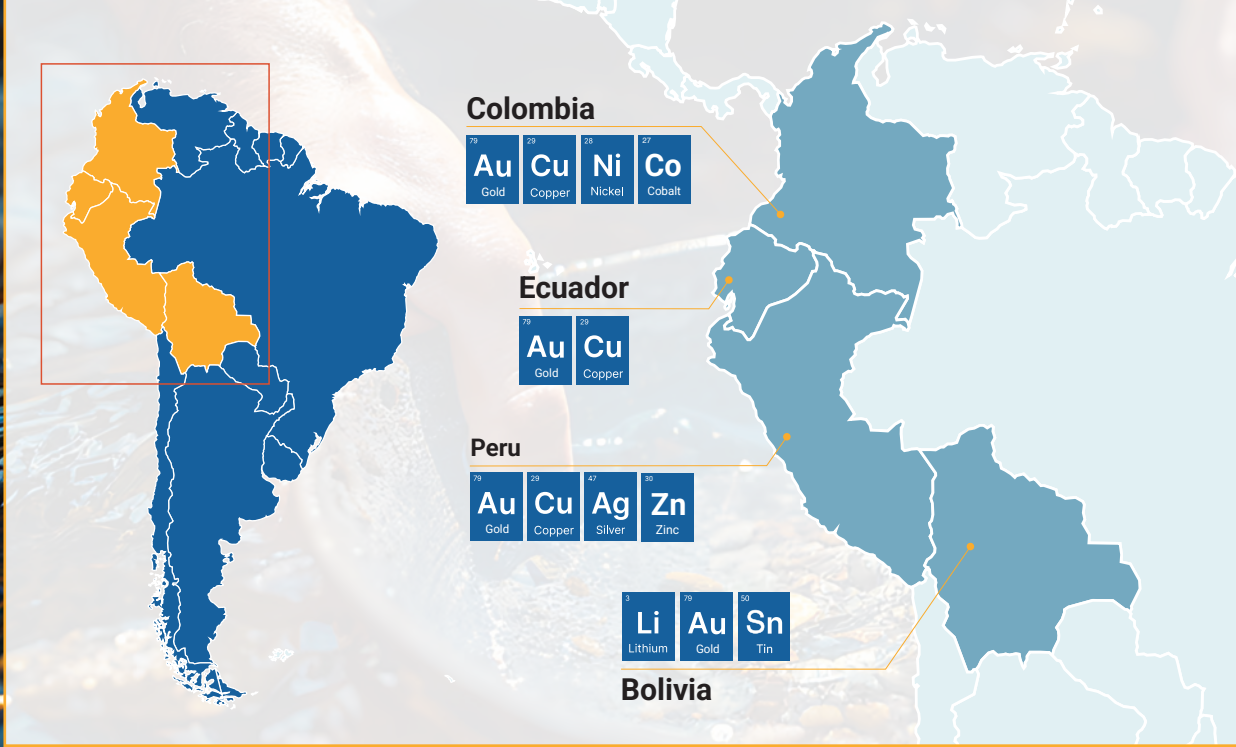 Colombia
79 29 28 27
Au Cu Ni Co
Gold Copper Nickel Cobalt
Ecuador
79 29
Au Cu
Gold Copper
Peru
79 29 47 30
Au Cu Ag Zn
Gold Copper Silver Zinc
3 79 50
Li Au Sn
Lithium Gold Tin
Bolivia